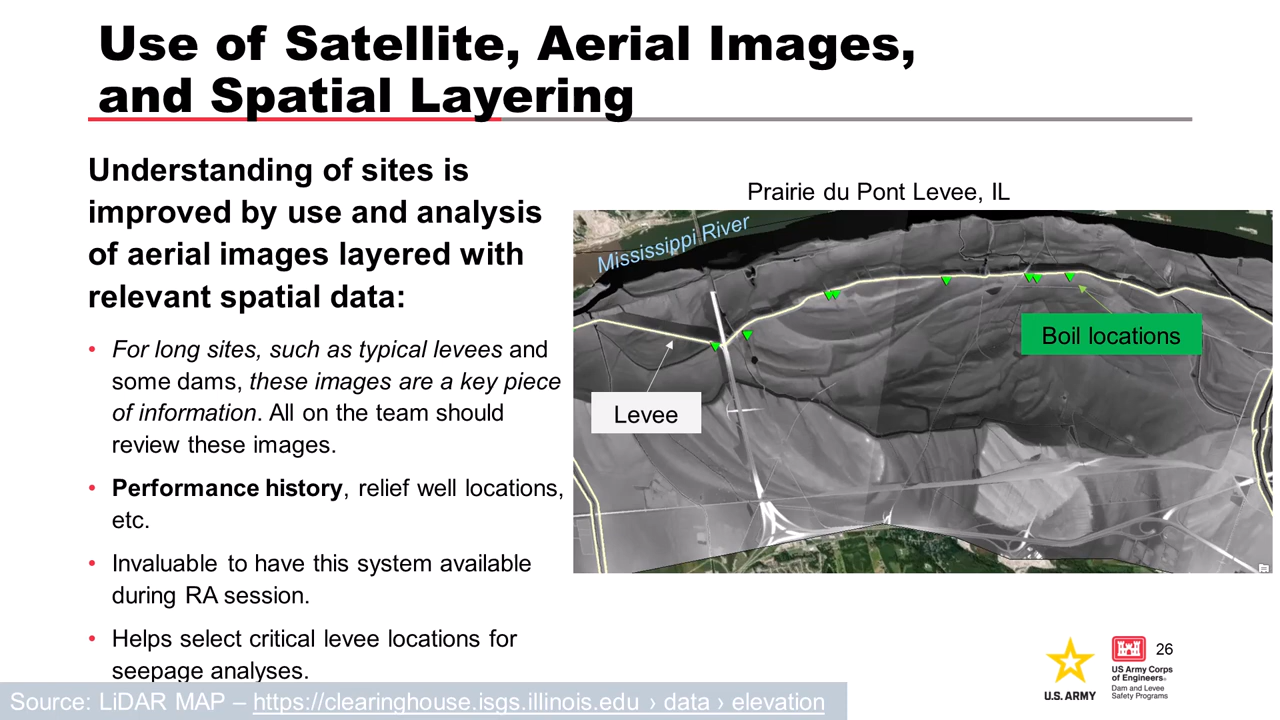 Use of Satellite, Aerial Images,
and Spatial Layering
Understanding of sites is
improved by use and analysis
of aerial images layered with
relevant spatial data:
• For long sites, such as typical levees and
some dams, these images are a key piece
of information. All on the team should
review these images.
• Performance history, relief well locations,
etc.
• Invaluable to have this system available
during RA session.
• Helps select critical levee locations for
seepage analyses.
Prairie du Pont Levee, IL
Mississippi River
Boil locations
Levee
Source: LiDAR MAP – https://clearinghouse.isgs.illinois.edu › data › elevation
U.S. ARMY
US Army Corps
of Engineers®
Dam and Levee
Safety Programs
26